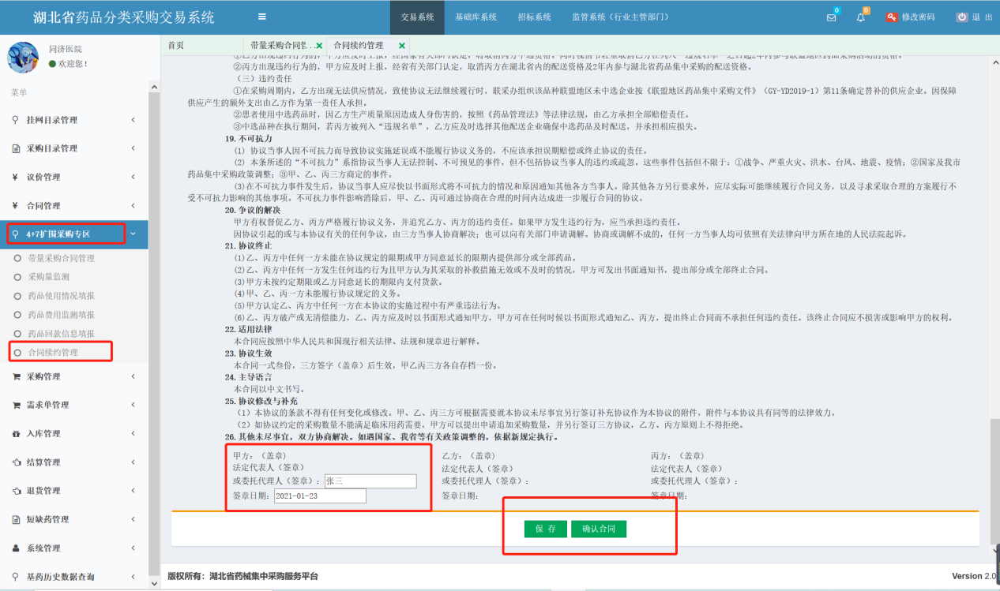 湖北省药品分类采购交易系统
交易系统
基础库系统
招标系统
监管系统（行业主管部门）
0
0
修改密码
退 出
同济医院
欢迎您！
菜单
挂网目录管理
采购目录管理
议价管理
合同管理
4+7扩围采购专区
带量采购合同管理
采购量监测
药品使用情况填报
药品费用监测填报
药品回款信息填报
合同续约管理
采购管理
需求单管理
入库管理
结算管理
退货管理
短缺药管理
系统管理
基药历史数据查询
首页
合同续约管理
②丙方出现违约行为的，甲方应及时上报，经省有关部门认定，取消丙方在湖北省内的配送资格及2年内参与湖北省药品集中采购的配送资格。
（三）违约责任
①在采购周期内，乙方出现无法供应情况，致使协议无法继续履行时，联采办组织该品种联盟地区未中选企业按《联盟地区药品集中采购文件》（GY-YD2019-1）第11条确定替补的供应企业。因保障
供应产生的额外支出由乙方作为第一责任人承担。
②患者使用中选药品时，因乙方生产质量原因造成人身伤害的，按照《药品管理法》等法律法规，由乙方承担全部赔偿责任。
③中选品种在执行期间，若丙方被列入“违规名单”，乙方应及时选择其他配送企业确保中选药品及时配送，并承担相应损失。
19. 不可抗力
(1) 协议当事人因不可抗力而导致协议实施延误或不能履行协议义务的，不应该承担误期赔偿或终止协议的责任。
(2) 本条所述的“不可抗力”系指协议当事人无法控制、不可预见的事件，但不包括协议当事人的违约或疏忽。这些事件包括但不限于：①战争、严重火灾、洪水、台风、地震、疫情；②国家及我市
药品集中采购政策调整；③甲、乙、丙三方商定的事件。
(3)在不可抗力事件发生后，协议当事人应尽快以书面形式将不可抗力的情况和原因通知其他各方当事人。除其他各方另行要求外，应尽实际可能继续履行合同义务，以及寻求采取合理的方案履行不
受不可抗力影响的其他事项。不可抗力事件影响消除后，甲、乙、丙可通过协商在合理的时间内达成进一步履行合同的协议。
20. 争议的解决
甲方有权督促乙方、丙方严格履行协议义务，并追究乙方、丙方的违约责任。如果甲方发生违约行为，应当承担违约责任。
因协议引起的或与本协议有关的任何争议，由三方当事人协商解决；也可以向有关部门申请调解。协商或调解不成的，任何一方当事人均可依照有关法律向甲方所在地的人民法院起诉。
21. 协议终止
(1)乙、丙方中任何一方未能在协议规定的限期或甲方同意延长的限期内提供部分或全部药品。
(2)乙、丙方中任何一方发生任何违约行为且甲方认为其采取的补救措施无效或不及时的情况，甲方可发出书面通知书，提出部分或全部终止合同。
(3)甲方未按约定期限或乙方同意延长的期限内支付货款。
(4)甲、乙、丙一方未能履行协议规定的义务。
(5)甲方认定乙、丙方中任何一方在本协议的实施过程中有严重违法行为。
(6)乙、丙方破产或无清偿能力，乙、丙方应及时以书面形式通知甲方，甲方可在任何时候以书面形式通知乙、丙方，提出终止合同而不承担任何违约责任。该终止合同应不损害或影响甲方的权利。
22. 适用法律
本合同应按照中华人民共和国现行相关法律、法规和规章进行解释。
23. 协议生效
本合同一式叁份，三方签字（盖章）后生效，甲乙丙三方各自存档一份。
24. 主导语言
本合同以中文书写。
25. 协议修改与补充
（1）本协议的条款不得有任何变化或修改。甲、乙、丙三方可根据需要就本协议未尽事宜另行签订补充协议作为本协议的附件，附件与本协议具有同等的法律效力。
（2）如协议约定的采购数量不能满足临床用药需要，甲方可以提出申请追加采购数量，并另行签订三方协议，乙方、丙方原则上不得拒绝。
26. 其他未尽事宜，双方协商解决。如遇国家、我省等有关政策调整的，依据新规定执行。
甲方：（盖章）
法定代表人（签章）
或委托代理人（签章）：张三
签章日期：2021-01-23
乙方：（盖章）
法定代表人（签章）
或委托代理人（签章）：
签章日期：
丙方：（盖章）
法定代表人（签章）
或委托代理人（签章）：
签章日期：
保 存
确认合同
版权所有：湖北省药械集中采购服务平台
Version 2.0